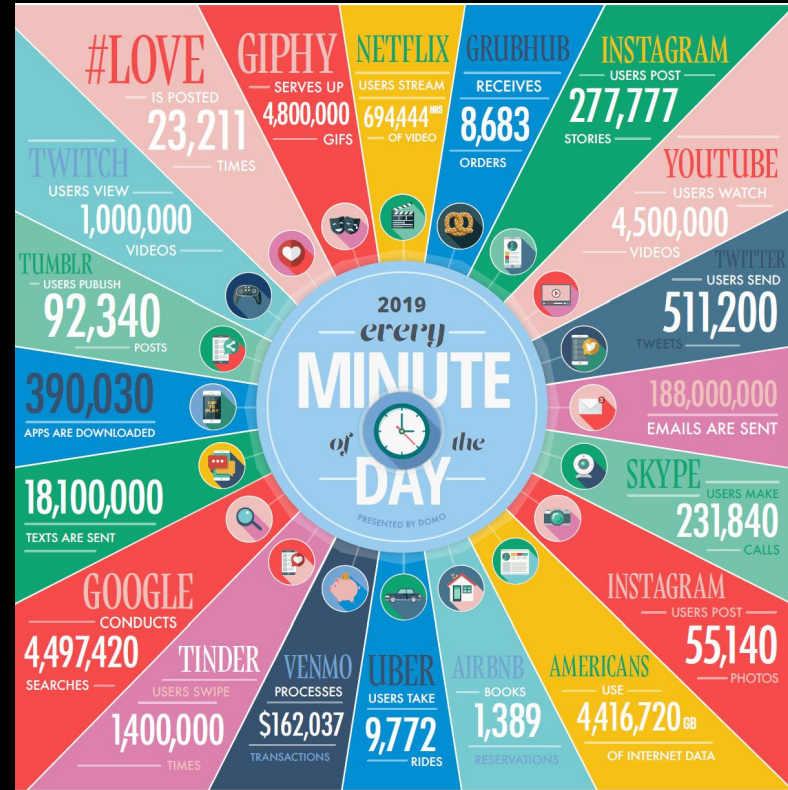 #LOVE
IS POSTED
23,211
TIMES
GIPHY
SERVES UP
4,800,000
GIFS
NETFLIX
USERS STREAM
694,444 HRS
OF VIDEO
GRUBHUB
RECEIVES
8,683
ORDERS
INSTAGRAM
USERS POST
277,777
STORIES
YOUTUBE
USERS WATCH
4,500,000
VIDEOS
TWITTER
USERS SEND
511,200
TWEETS
188,000,000
EMAILS ARE SENT
SKYPE
USERS MAKE
231,840
CALLS
INSTAGRAM
USERS POST
55,140
PHOTOS
AMERICANS
USE
4,416,720 GB
OF INTERNET DATA
AIRBNB
BOOKS
1,389
RESERVATIONS
UBER
USERS TAKE
9,772
RIDES
VENMO
PROCESSES
$162,037
TRANSACTIONS
TINDER
USERS SWIPE
1,400,000
TIMES
GOOGLE
CONDUCTS
4,497,420
SEARCHES
18,100,000
TEXTS ARE SENT
390,030
APPS ARE DOWNLOADED
TUMBLR
USERS PUBLISH
92,340
POSTS
TWITCH
USERS VIEW
1,000,000
VIDEOS
2019
every
MINUTE
of the
DAY
PRESENTED BY DOMO